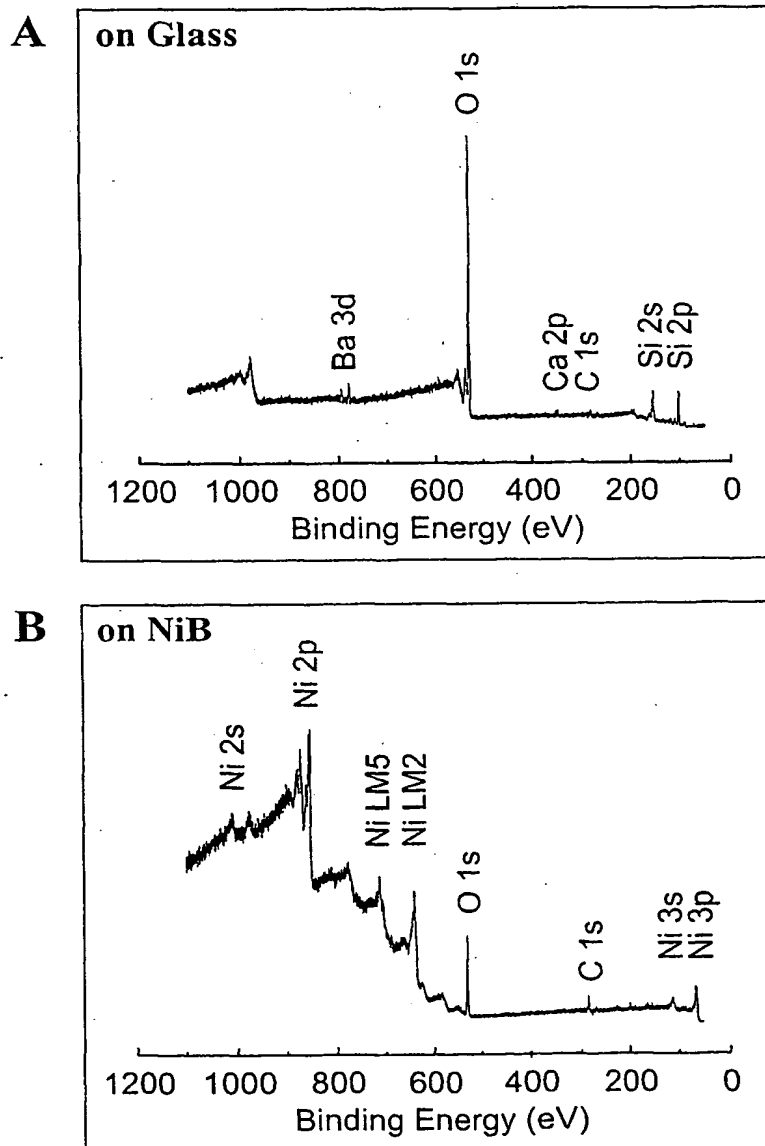 A
on Glass
O 1s
Ba 3d
Ca 2p
C 1s
Si 2s
Si 2p
1200 1000 800 600 400 200 0
Binding Energy (eV)
B
on NiB
Ni 2s
Ni 2p
Ni LM5
Ni LM2
O 1s
C 1s
Ni 3s
Ni 3p
1200 1000 800 600 400 200 0
Binding Energy (eV)